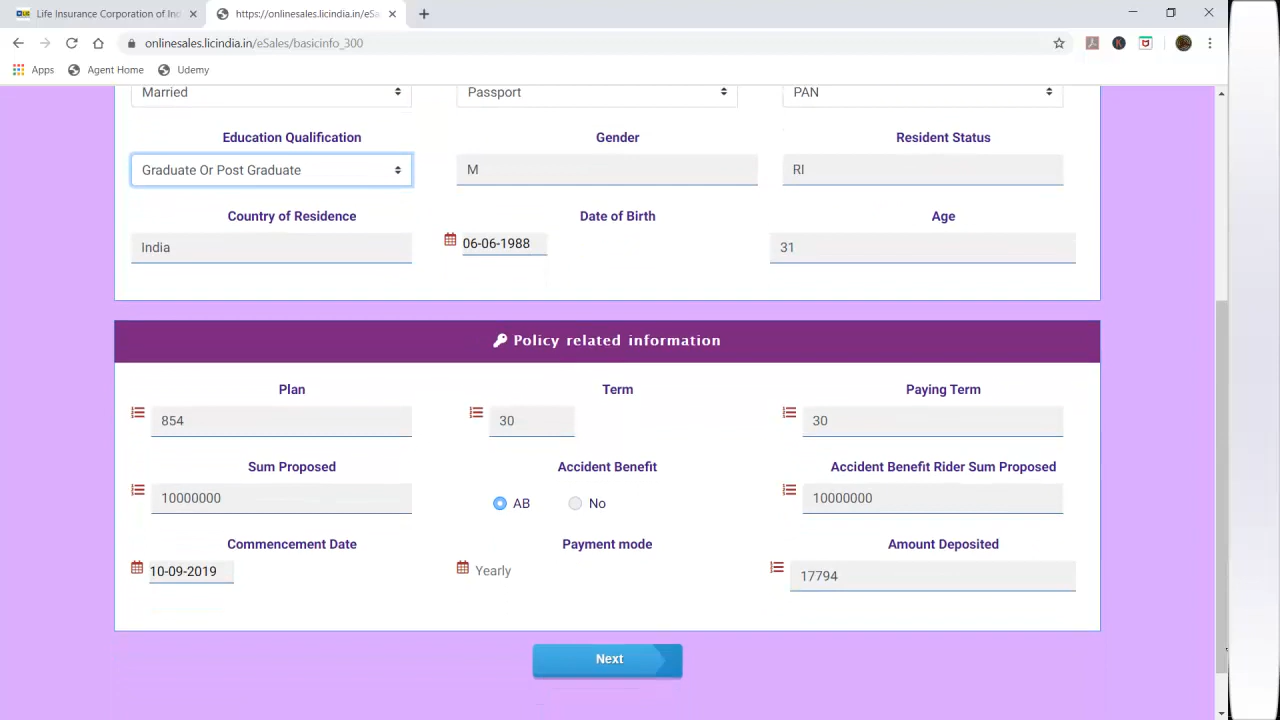 Life Insurance Corporation of Ind
https://onlinesales.licindia.in/eSa
onlinesales.licindia.in/eSales/basicinfo_300
Apps Agent Home Udemy
Married Passport PAN
Education Qualification Gender Resident Status
Graduate Or Post Graduate M RI
Country of Residence Date of Birth Age
India 06-06-1988 31
Policy related information
Plan Term Paying Term
854 30 30
Sum Proposed Accident Benefit Accident Benefit Rider Sum Proposed
10000000 AB No 10000000
Commencement Date Payment mode Amount Deposited
10-09-2019 Yearly 17794
Next